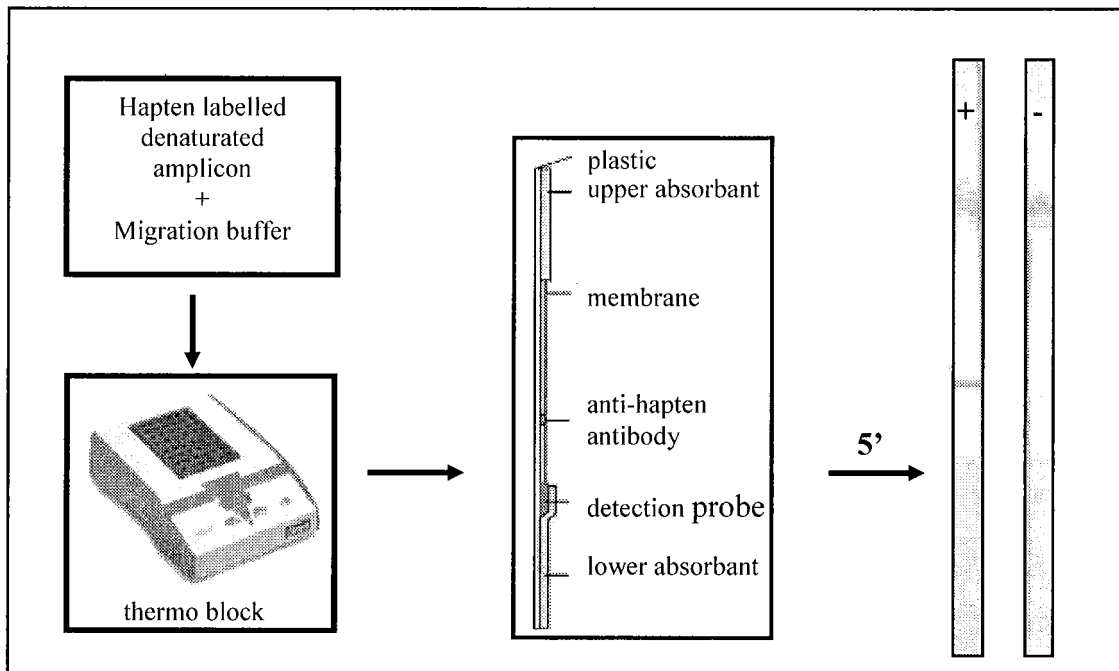 Hapten labelled
denaturated
amplicon
+
Migration buffer
thermo block
plastic
upper absorbant
membrane
anti-hapten
antibody
detection probe
lower absorbant
5’
+
-